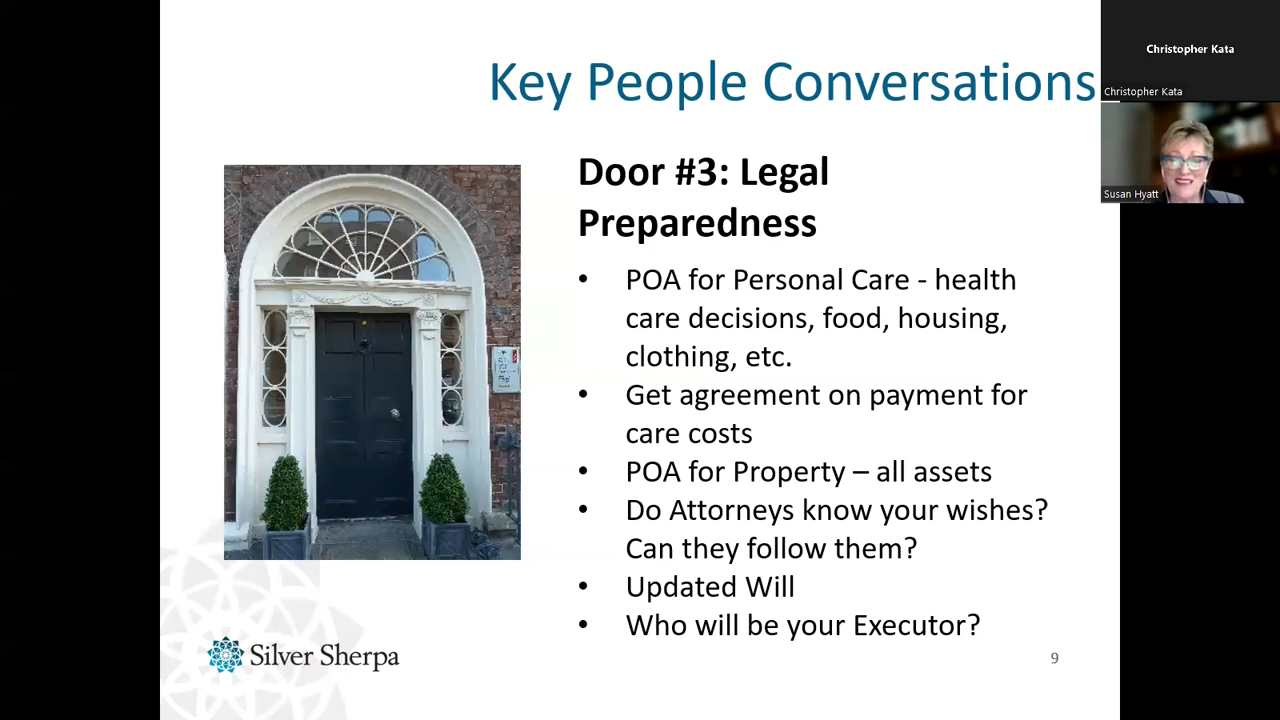 Key People Conversations
Christopher Kata
Christopher Kata
Susan Hyatt
Door #3: Legal
Preparedness
• POA for Personal Care - health
care decisions, food, housing,
clothing, etc.
• Get agreement on payment for
care costs
• POA for Property – all assets
• Do Attorneys know your wishes?
Can they follow them?
• Updated Will
• Who will be your Executor?
Silver Sherpa
9